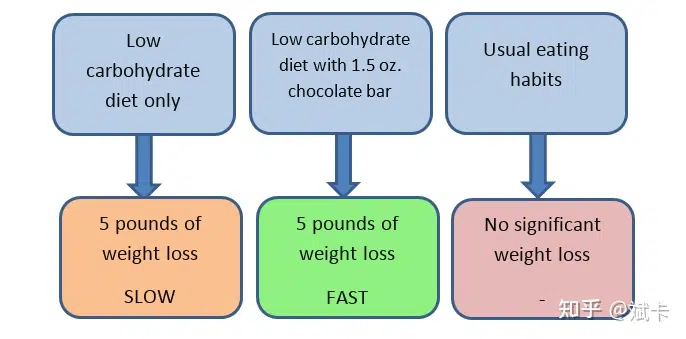 Low
carbohydrate
diet only
Low carbohydrate
diet with 1.5 oz.
chocolate bar
Usual eating
habits
5 pounds of
weight loss
SLOW
5 pounds of
weight loss
FAST
No significant
weight loss
-
知乎 @斌卡